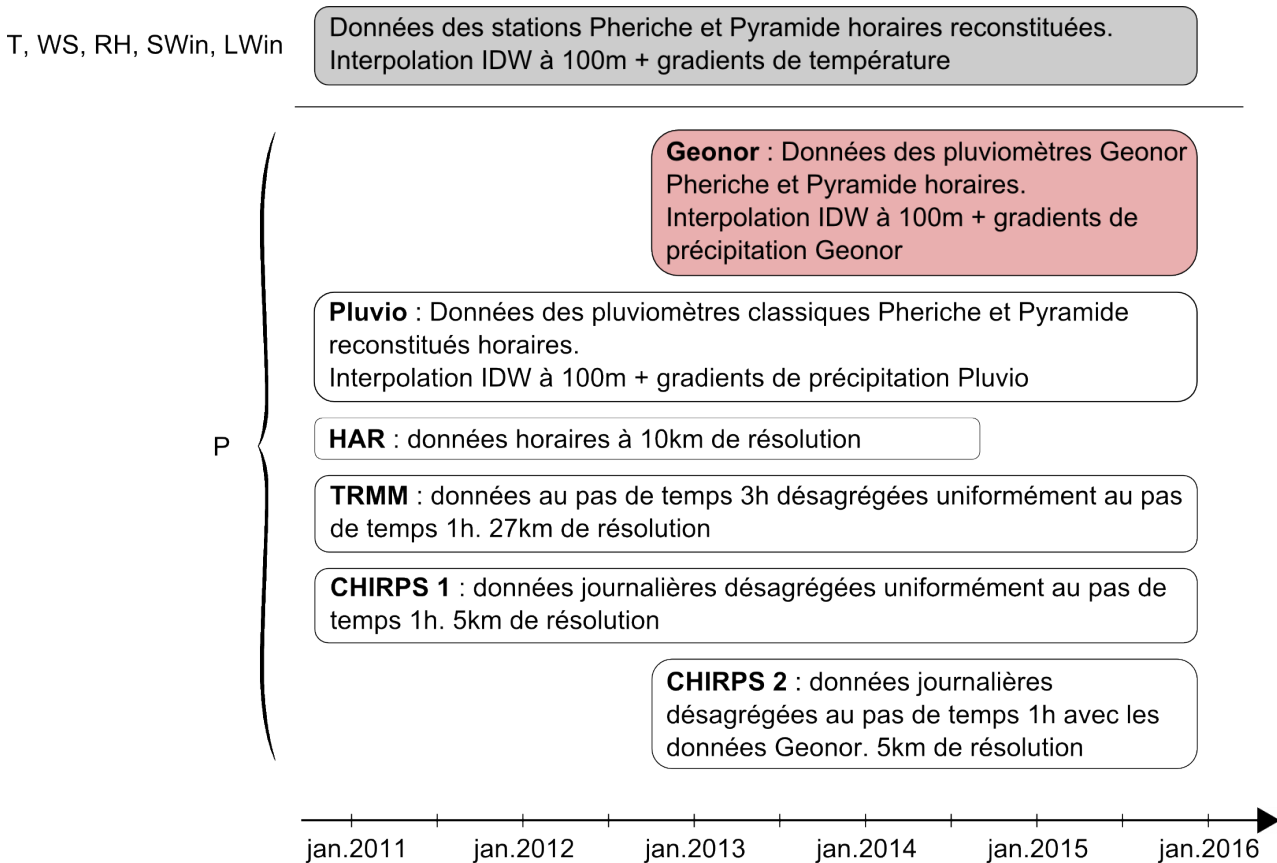 T, WS, RH, SWin, LWin
Données des stations Pheriche et Pyramide horaires reconstituées.
Interpolation IDW à 100m + gradients de température
P
Geonor : Données des pluviomètres Geonor
Pheriche et Pyramide horaires.
Interpolation IDW à 100m + gradients de
précipitation Geonor
Pluvio : Données des pluviomètres classiques Pheriche et Pyramide
reconstitués horaires.
Interpolation IDW à 100m + gradients de précipitation Pluvio
HAR : données horaires à 10km de résolution
TRMM : données au pas de temps 3h désagrégées uniformément au pas
de temps 1h. 27km de résolution
CHIRPS 1 : données journalières désagrégées uniformément au pas de
temps 1h. 5km de résolution
CHIRPS 2 : données journalières
désagrégées au pas de temps 1h avec les
données Geonor. 5km de résolution
jan.2011 jan.2012 jan.2013 jan.2014 jan.2015 jan.2016